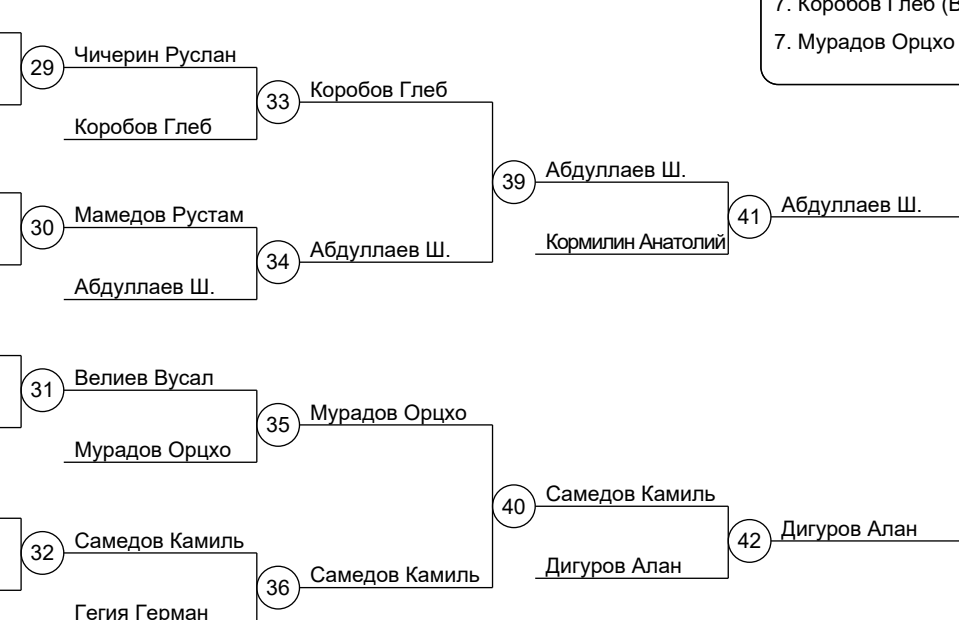 7. Коробов Глеб (В
7. Мурадов Орцхо
29
Чичерин Руслан
33
Коробов Глеб
Коробов Глеб
39
Абдуллаев Ш.
30
Мамедов Рустам
41
Абдуллаев Ш.
34
Абдуллаев Ш.
Кормилин Анатолий
Абдуллаев Ш.
31
Велиев Вусал
35
Мурадов Орцхо
Мурадов Орцхо
40
Самедов Камиль
32
Самедов Камиль
42
Дигуров Алан
36
Самедов Камиль
Дигуров Алан
Гегия Герман